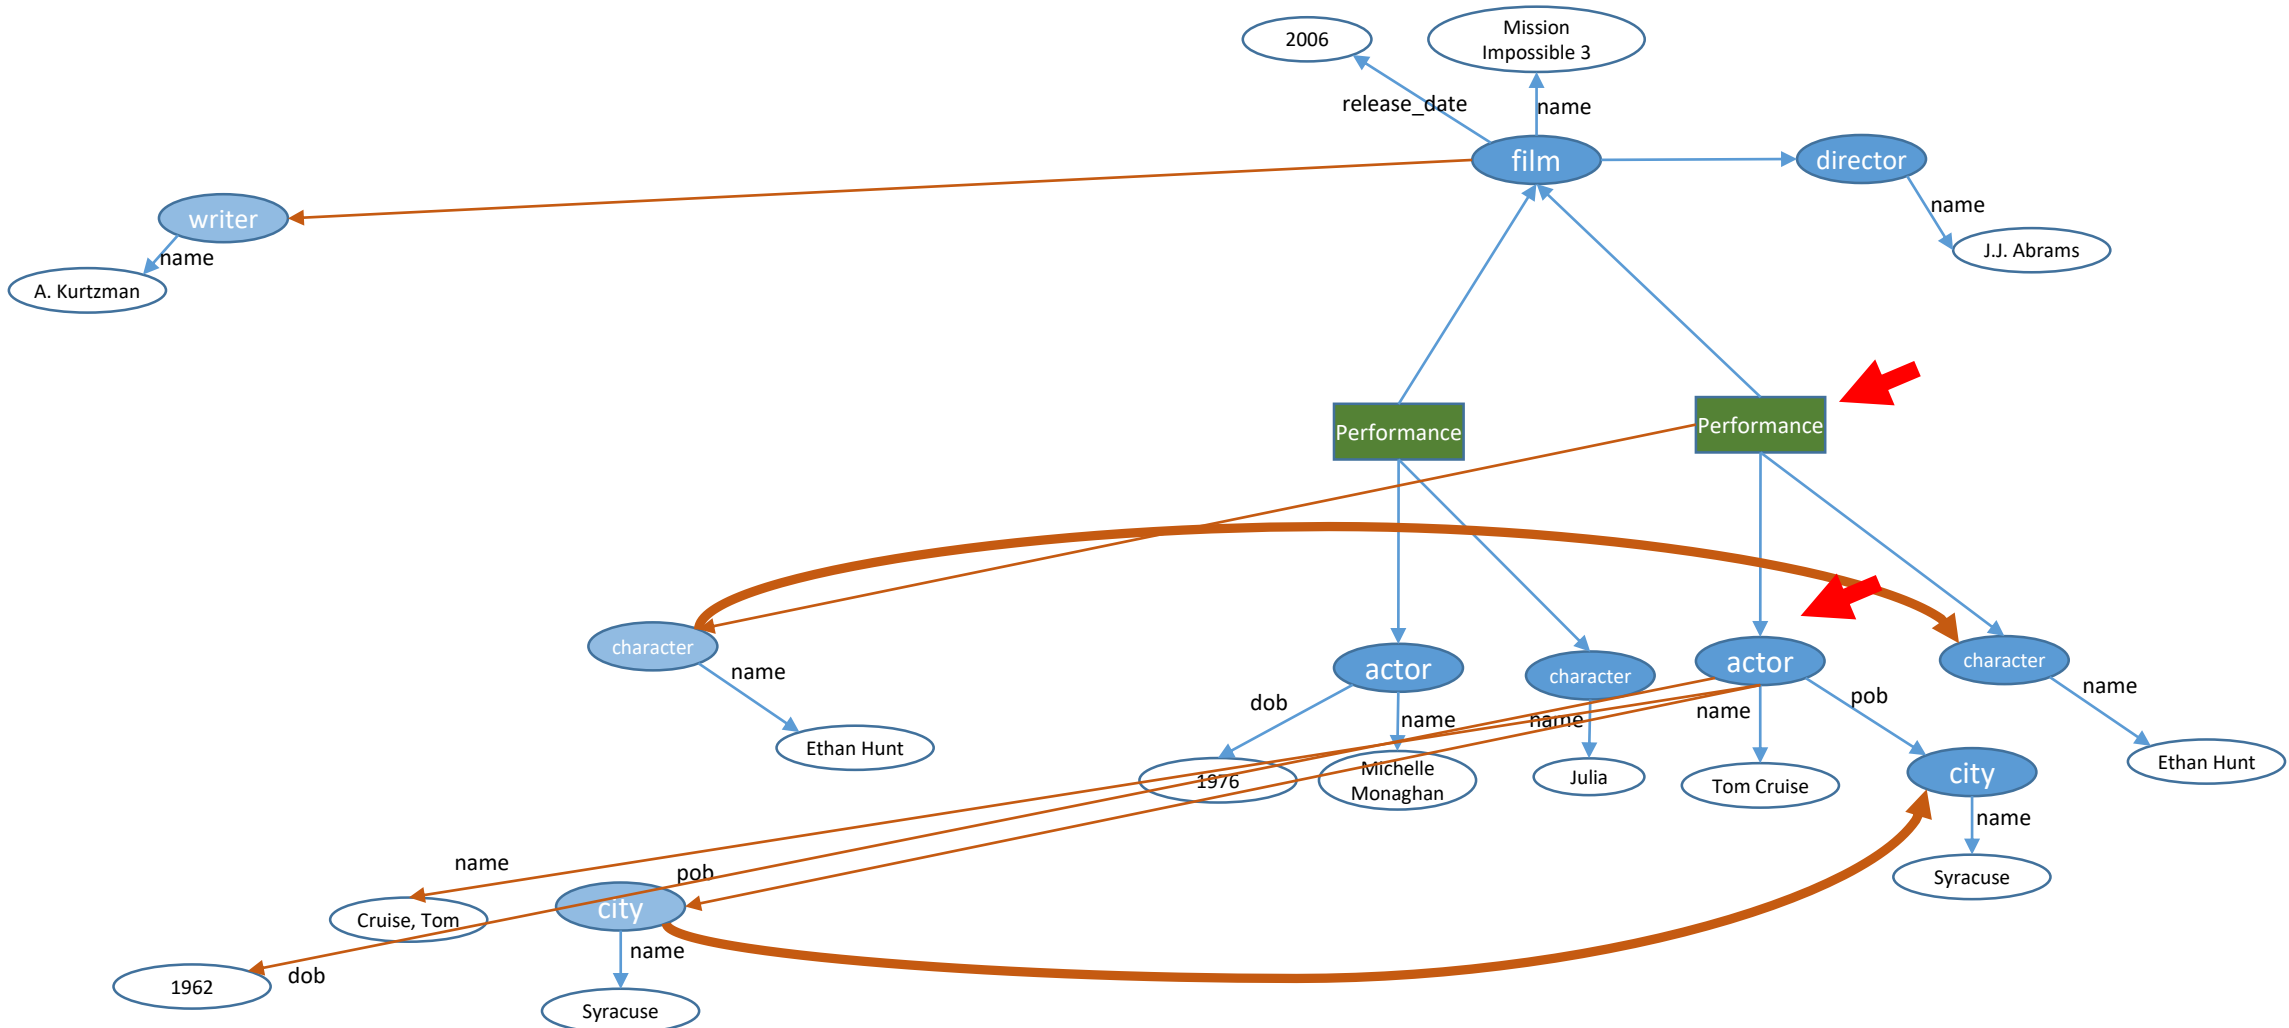 2006
Mission
Impossible 3
release_date
name
film
director
writer
name
name
J.J. Abrams
A. Kurtzman
Performance
Performance
character
actor
character
actor
character
name
dob
name
name
name
pob
name
Ethan Hunt
1976
Michelle
Monaghan
Julia
Tom Cruise
city
Ethan Hunt
name
name
pob
Cruise, Tom
city
Syracuse
name
1962
dob
Syracuse